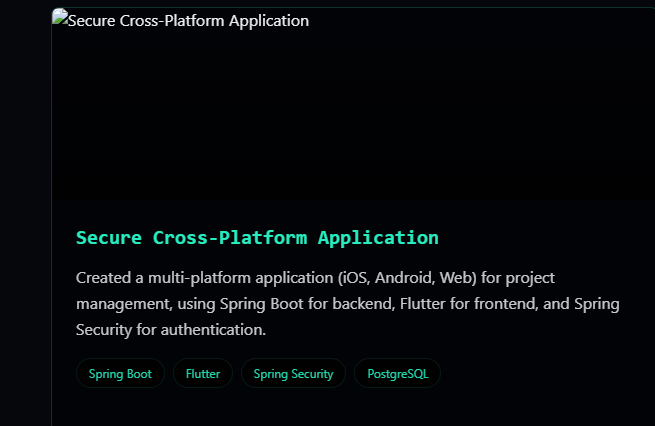 Secure Cross-Platform Application
Secure Cross-Platform Application
Created a multi-platform application (iOS, Android, Web) for project
management, using Spring Boot for backend, Flutter for frontend, and Spring
Security for authentication.
Spring Boot Flutter Spring Security PostgreSQL